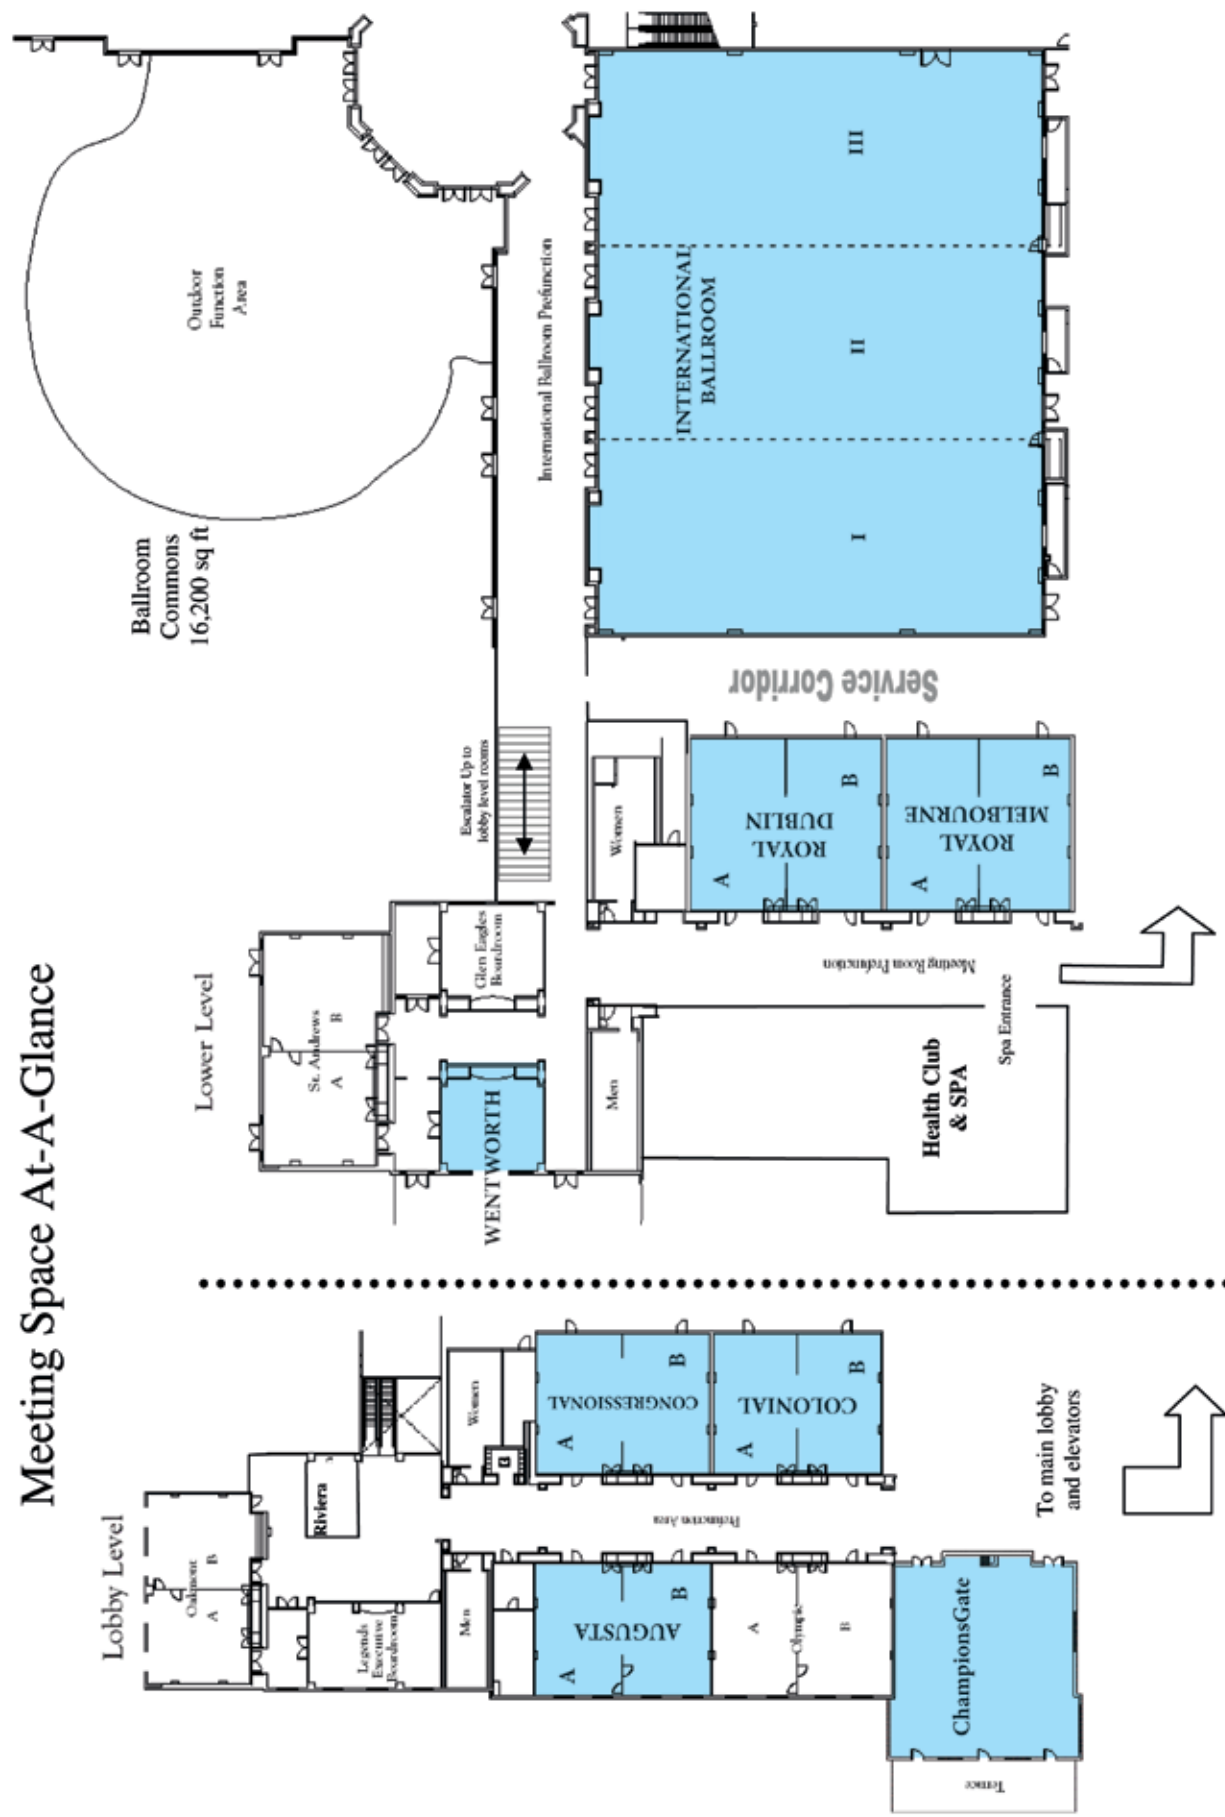 Meeting Space At-A-Glance
Lobby Level
Oakmont
A
B
Riviera
Legends
Executive
Boardroom
Women
Men
CONGRESSIONAL
A
B
COLONIAL
A
B
Prefunction Area
AUGUSTA
A
B
Olympic
A
B
ChampionsGate
Terrace
To main lobby
and elevators
Lower Level
St. Andrews
A
B
Glen Eagles
Boardroom
WENTWORTH
Men
Women
Health Club
& SPA
Spa Entrance
Meeting Room Prefunction
ROYAL
DUBLIN
A
B
ROYAL
MELBOURNE
A
B
Escalator Up to
lobby level rooms
Service Corridor
Ballroom
Commons
16,200 sq ft
Outdoor
Function
Area
International Ballroom Prefunction
INTERNATIONAL
BALLROOM
I
II
III